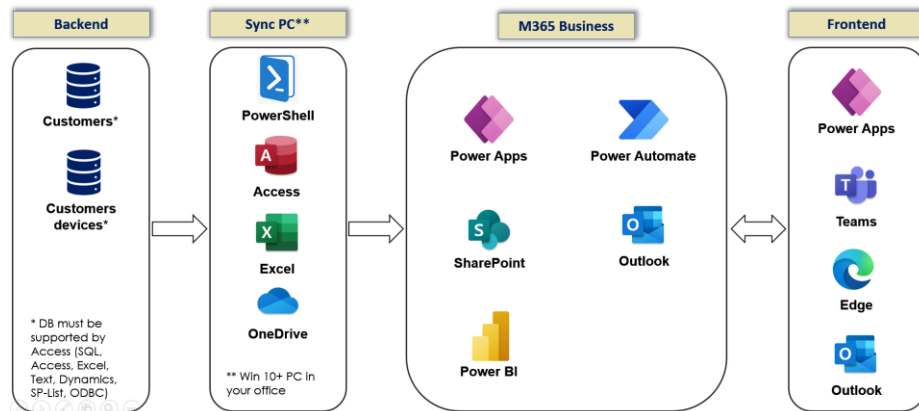 Backend
Customers*
Customers
devices*
* DB must be
supported by
Access (SQL,
Access, Excel,
Text, Dynamics,
SP-List, ODBC)
Sync PC**
PowerShell
A
Access
X
Excel
OneDrive
** Win 10+ PC in
your office
M365 Business
Power Apps
Power Automate
S
SharePoint
O
Outlook
Power BI
Frontend
Power Apps
T
Teams
Edge
O
Outlook